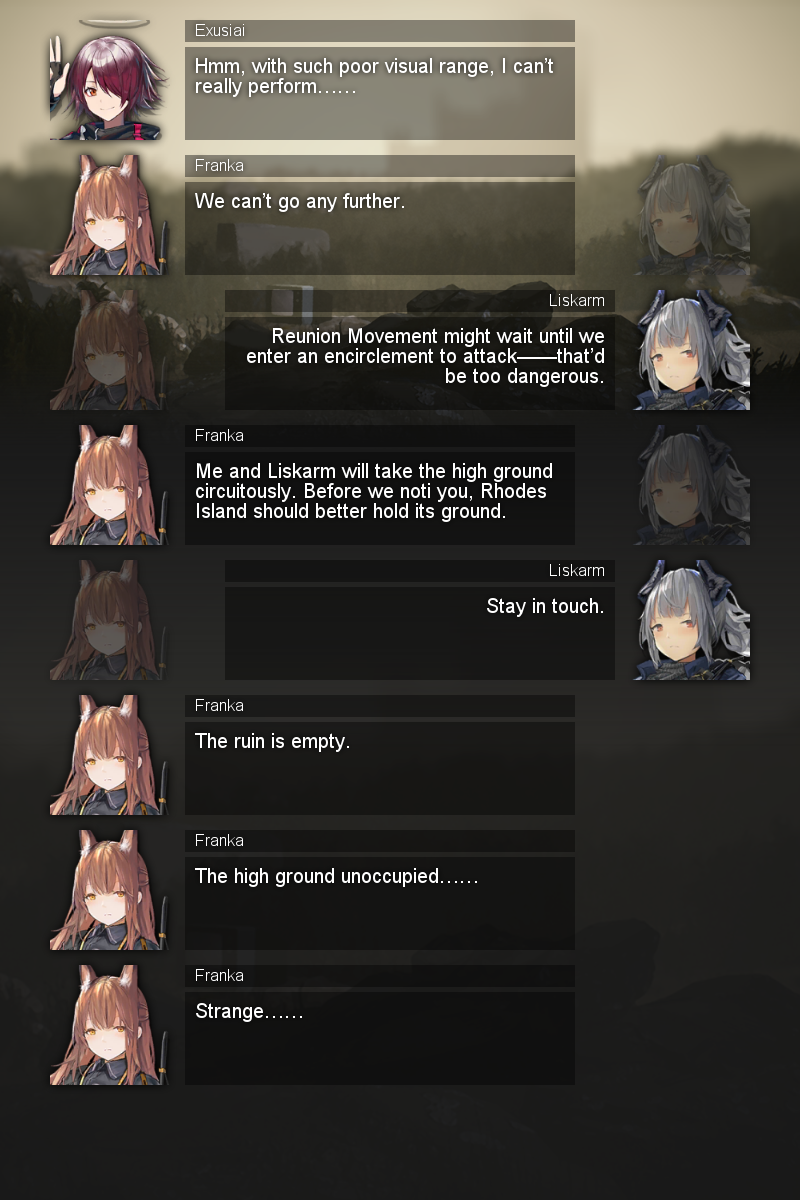 Exusiai
Hmm, with such poor visual range, I can't
really perform……
Franka
We can't go any further.
Liskarm
Reunion Movement might wait until we
enter an encirclement to attack——that'd
be too dangerous.
Franka
Me and Liskarm will take the high ground
circuitously. Before we noti you, Rhodes
Island should better hold its ground.
Liskarm
Stay in touch.
Franka
The ruin is empty.
Franka
The high ground unoccupied……
Franka
Strange……